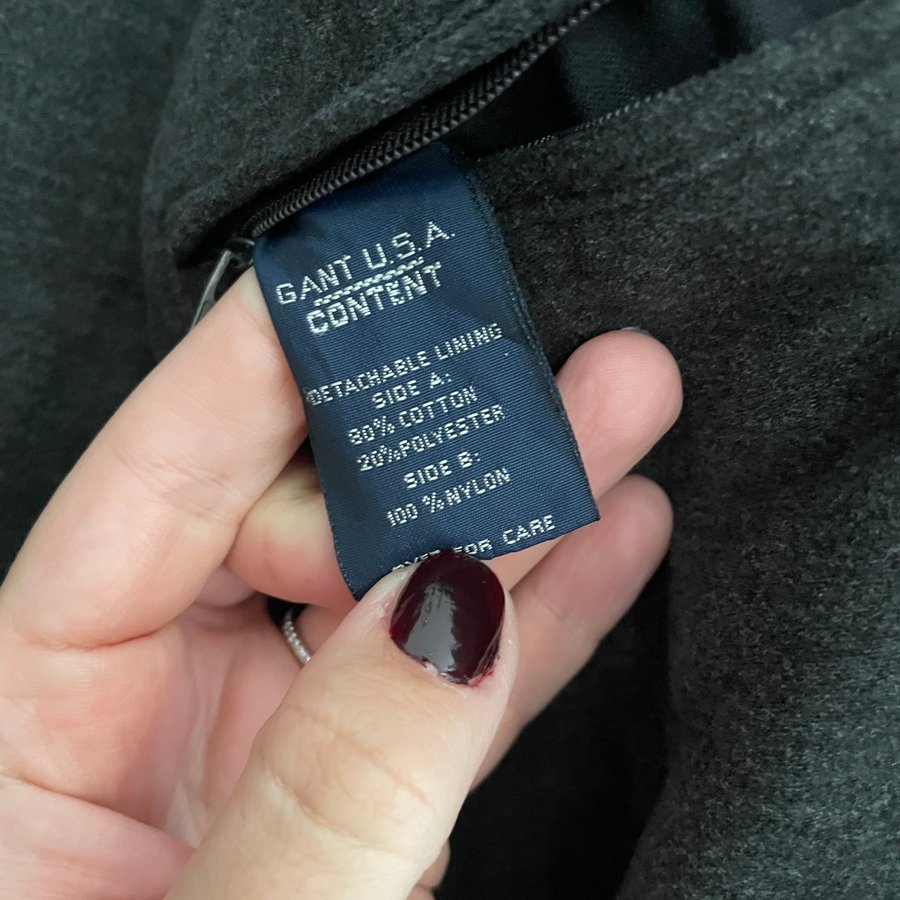 GANT U.S.A.
CONTENT
DETACHABLE LINING
SIDE A:
80% COTTON
20% POLYESTER
SIDE B:
100% NYLON
FOR CARE